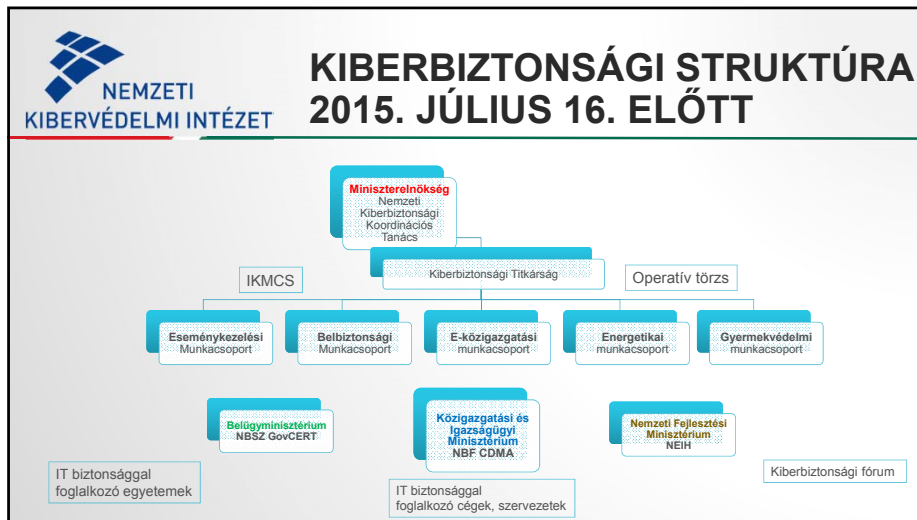 NEMZETI
KIBERVÉDELMI INTÉZET
KIBERBIZTONSÁGI STRUKTÚRA
2015. JÚLIUS 16. ELŐTT
Miniszterelnökség
Nemzeti
Kiberbiztonsági
Koordinációs
Tanács
Kiberbiztonsági Titkárság
IKMCS
Operatív törzs
Eseménykezelési
Munkacsoport
Belbiztonsági
Munkacsoport
E-közigazgatási
munkacsoport
Energetikai
munkacsoport
Gyermekvédelmi
munkacsoport
Belügyminisztérium
NBSZ GovCERT
Közigazgatási és
Igazságügyi
Minisztérium
NBF CDMA
Nemzeti Fejlesztési
Minisztérium
NEIH
IT biztonsággal
foglalkozó egyetemek
IT biztonsággal
foglalkozó cégek, szervezetek
Kiberbiztonsági fórum